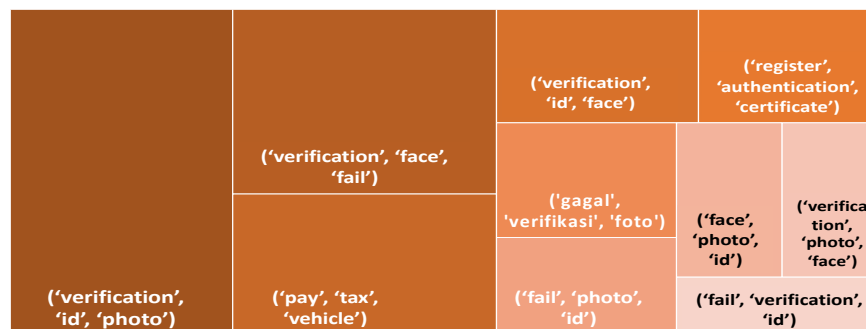 (‘verification’,
‘id’, ‘photo’)
(‘verification’, ‘face’,
‘fail’)
(‘pay’, ‘tax’,
‘vehicle’)
(‘verification’,
‘id’, ‘face’)
(‘register’,
‘authentication’,
‘certificate’)
('gagal',
'verifikasi', 'foto')
(‘fail’, ‘photo’,
‘id’)
(‘face’,
‘photo’,
‘id’)
(‘verifica
tion’,
‘photo’,
‘face’)
(‘fail’, ‘verification’,
‘id’)